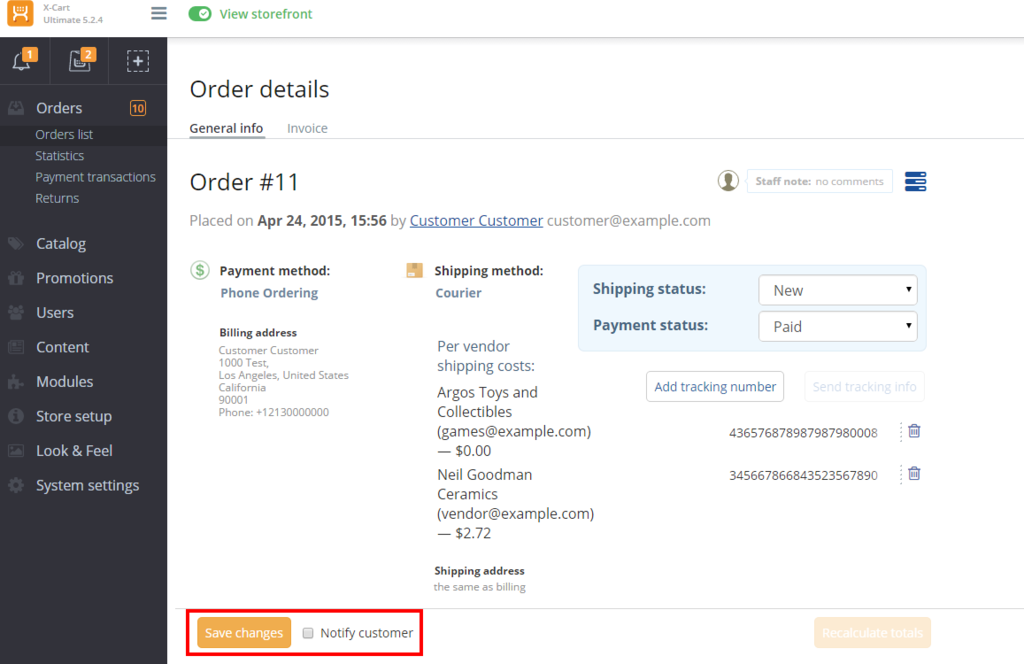 X-Cart
Ultimate 5.2.4
View storefront
1
2
Orders 10
Orders list
Statistics
Payment transactions
Returns
Catalog
Promotions
Users
Content
Modules
Store setup
Look & Feel
System settings
Order details
General info Invoice
Order #11
Staff note: no comments
Placed on Apr 24, 2015, 15:56 by Customer Customer customer@example.com
$
Payment method:
Phone Ordering
Billing address
Customer Customer
1000 Test,
Los Angeles, United States
California
90001
Phone: +12130000000
Shipping method:
Courier
Per vendor
shipping costs:
Argos Toys and
Collectibles
(games@example.com)
— $0.00
Neil Goodman
Ceramics
(vendor@example.com)
— $2.72
Shipping address
the same as billing
Shipping status: New
Payment status: Paid
Add tracking number Send tracking info
436576878987987980008
345667866843523567890
Save changes Notify customer
Recalculate totals